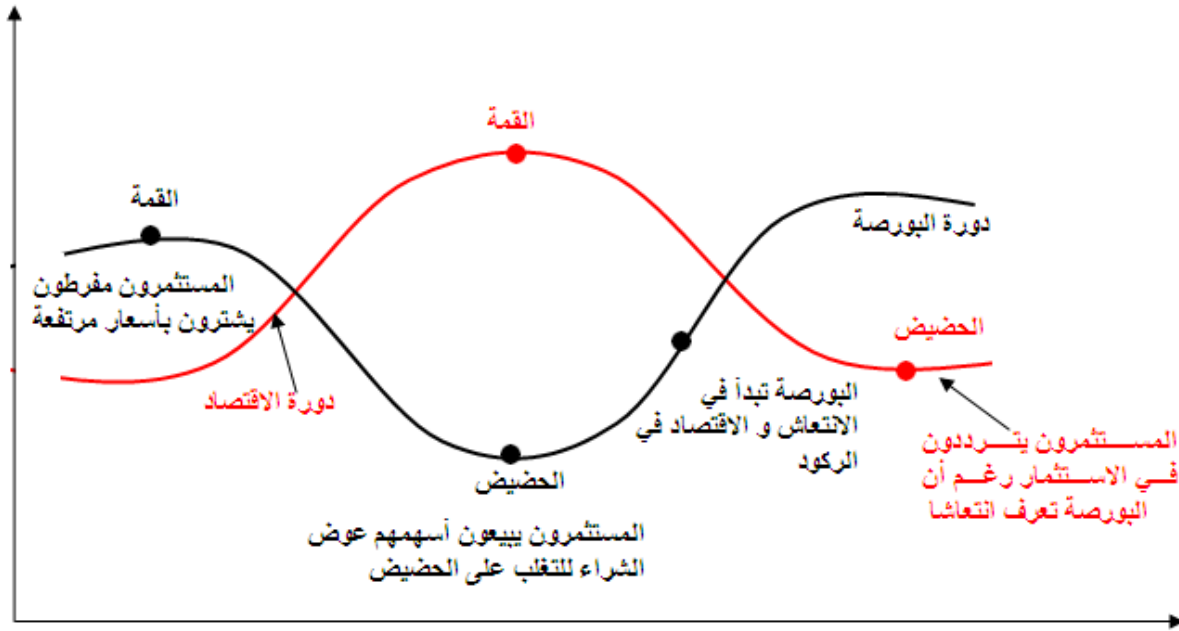 القمة
القمة
دورة البورصة
المستثمرون مفرطون
يشترون بأسعار مرتفعة
الحضيض
دورة الاقتصاد
البورصة تبدأ في
الانتعاش و الاقتصاد في
الركود
المستثمرون يترددون
في الاستثمار رغم أن
البورصة تعرف انتعاشا
الحضيض
المستثمرون يبيعون أسهمهم عوض
الشراء للتغلب على الحضيض